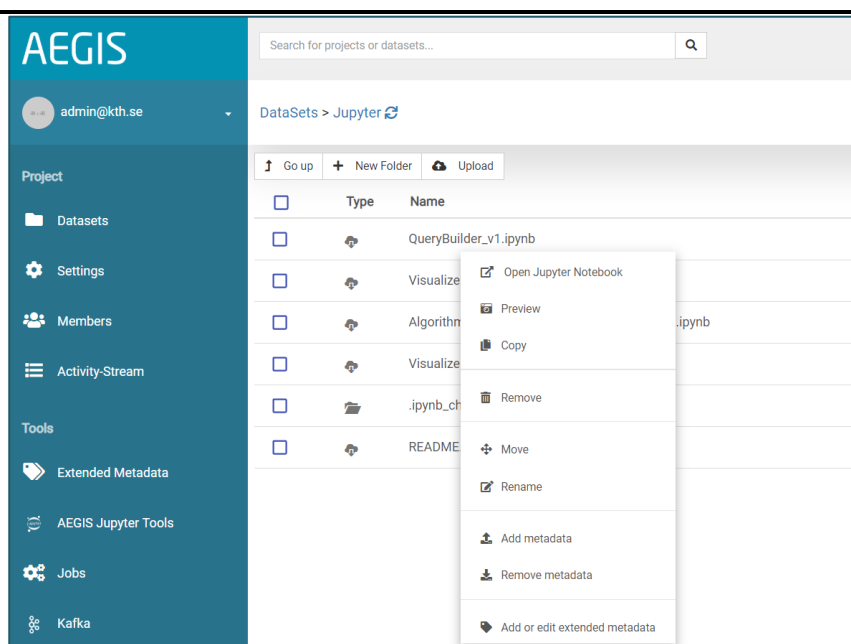 AEGIS
Search for projects or datasets...
admin@kth.se
DataSets > Jupyter
Project
Go up New Folder Upload
Type Name
Datasets
QueryBuilder_v1.ipynb
Settings
Open Jupyter Notebook
Visualize
Preview
Members
Algorithm .ipynb
Copy
Activity-Stream
Visualize
Remove
.ipynb_ch
Tools
README.
Move
Extended Metadata
Rename
AEGIS Jupyter Tools
Add metadata
Jobs
Remove metadata
Kafka
Add or edit extended metadata